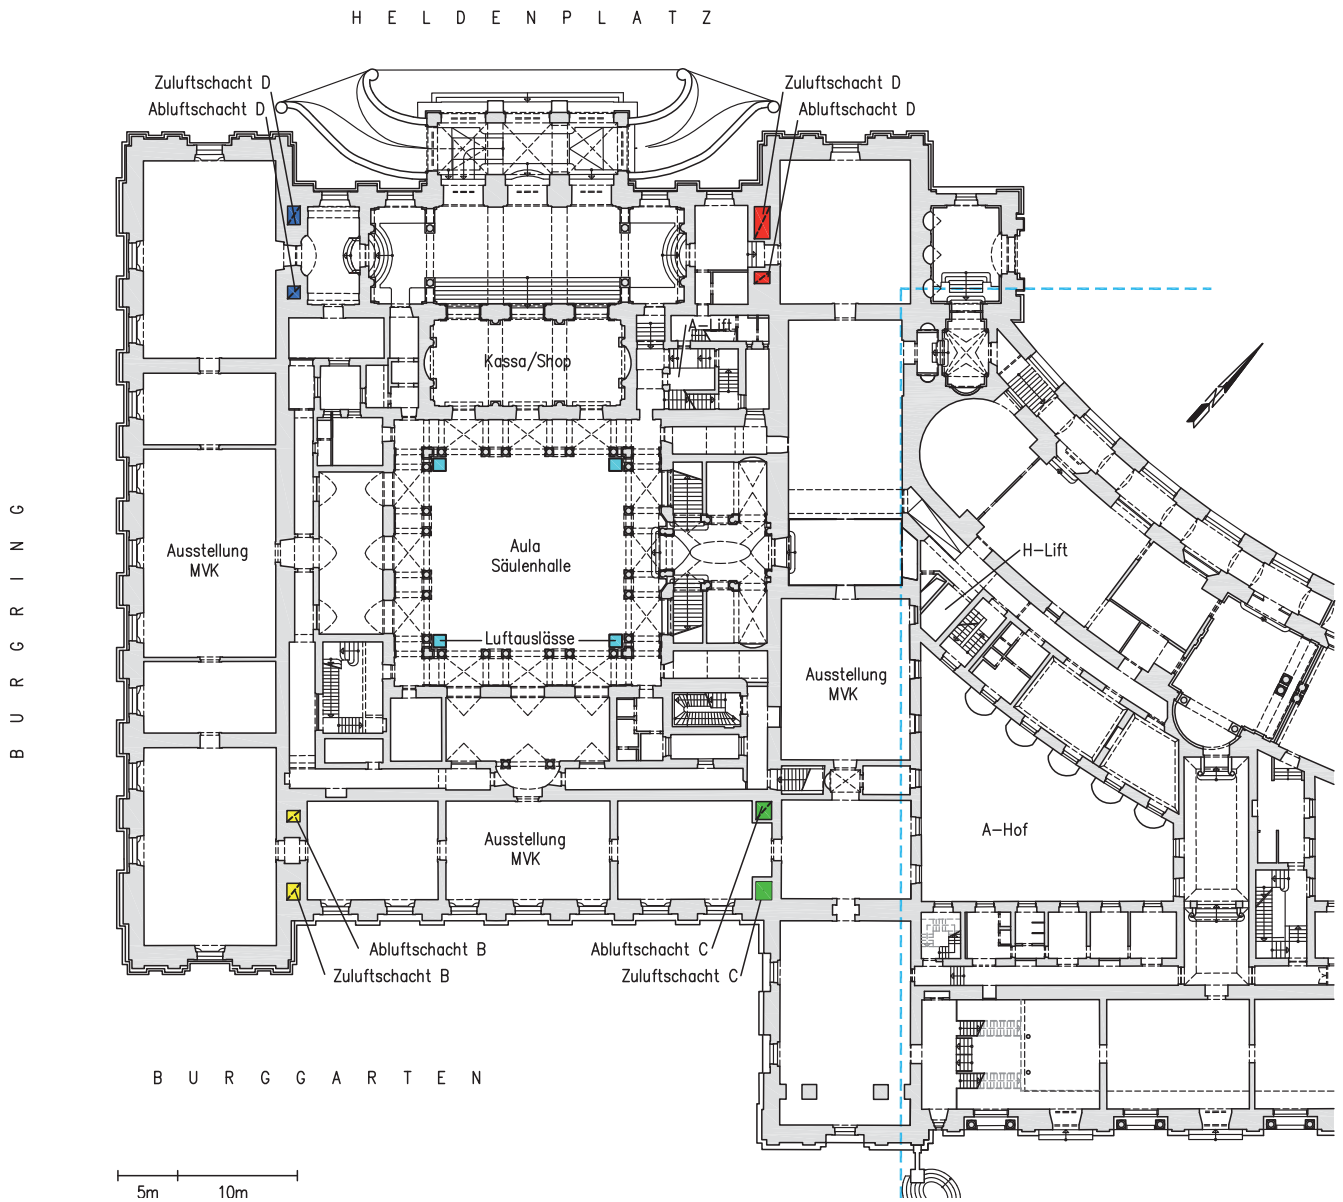 H E L D E N P L A T Z
Zuluftschacht D
Abluftschacht D
Zuluftschacht D
Abluftschacht D
A-Lift
Kassa/Shop
Ausstellung
MVK
Aula
Säulenhalle
H-Lift
Luftauslässe
Ausstellung
MVK
B U R G R I N G
Ausstellung
MVK
A-Hof
Abluftschacht B
Zuluftschacht B
Abluftschacht C
Zuluftschacht C
B U R G G A R T E N
5m 10m